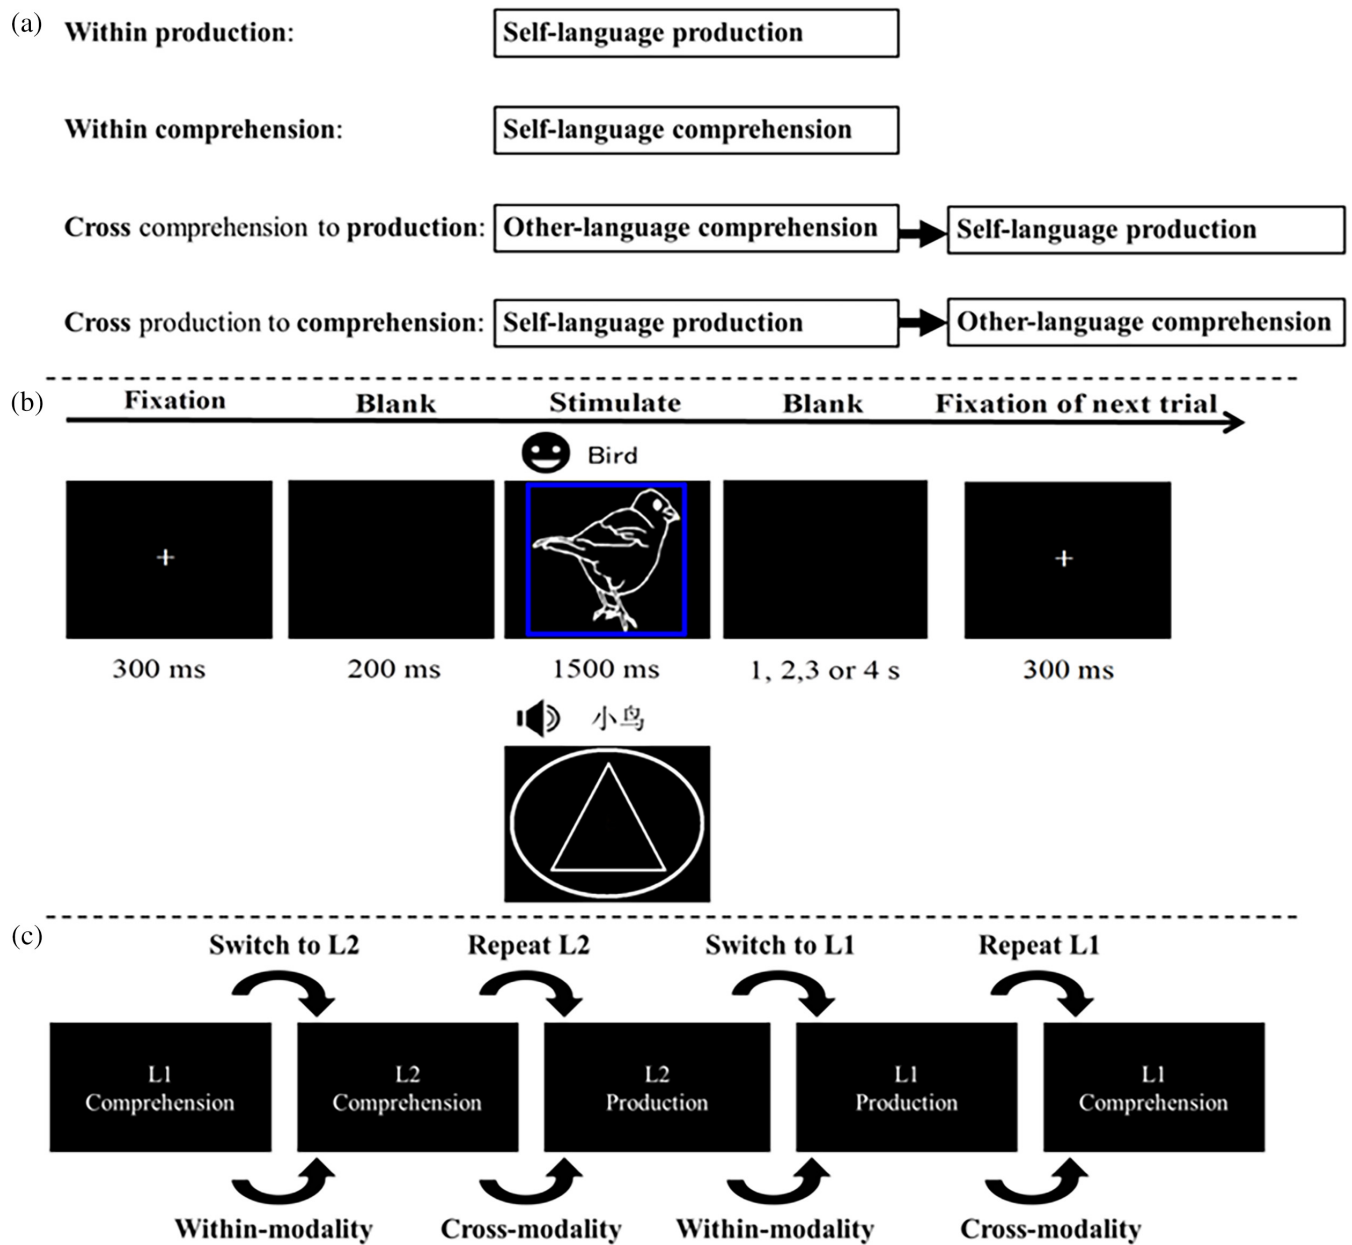 (a)
Within production: Self-language production
Within comprehension: Self-language comprehension
Cross comprehension to production: Other-language comprehension Self-language production
Cross production to comprehension: Self-language production Other-language comprehension
(b)
Fixation Blank Stimulate Blank Fixation of next trial
Bird
300 ms 200 ms 1500 ms 1, 2,3 or 4 s 300 ms
小鸟
(c)
Switch to L2 Repeat L2 Switch to L1 Repeat L1
L1 L2 L2 L1 L1
Comprehension Comprehension Production Production Comprehension
Within-modality Cross-modality Within-modality Cross-modality